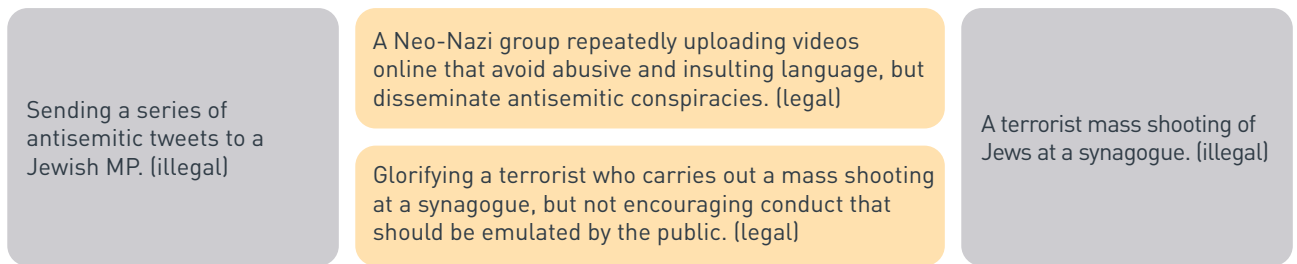 Sending a series of
antisemitic tweets to a
Jewish MP. (illegal)
A Neo-Nazi group repeatedly uploading videos
online that avoid abusive and insulting language, but
disseminate antisemitic conspiracies. (legal)
Glorifying a terrorist who carries out a mass shooting
at a synagogue, but not encouraging conduct that
should be emulated by the public. (legal)
A terrorist mass shooting of
Jews at a synagogue. (illegal)